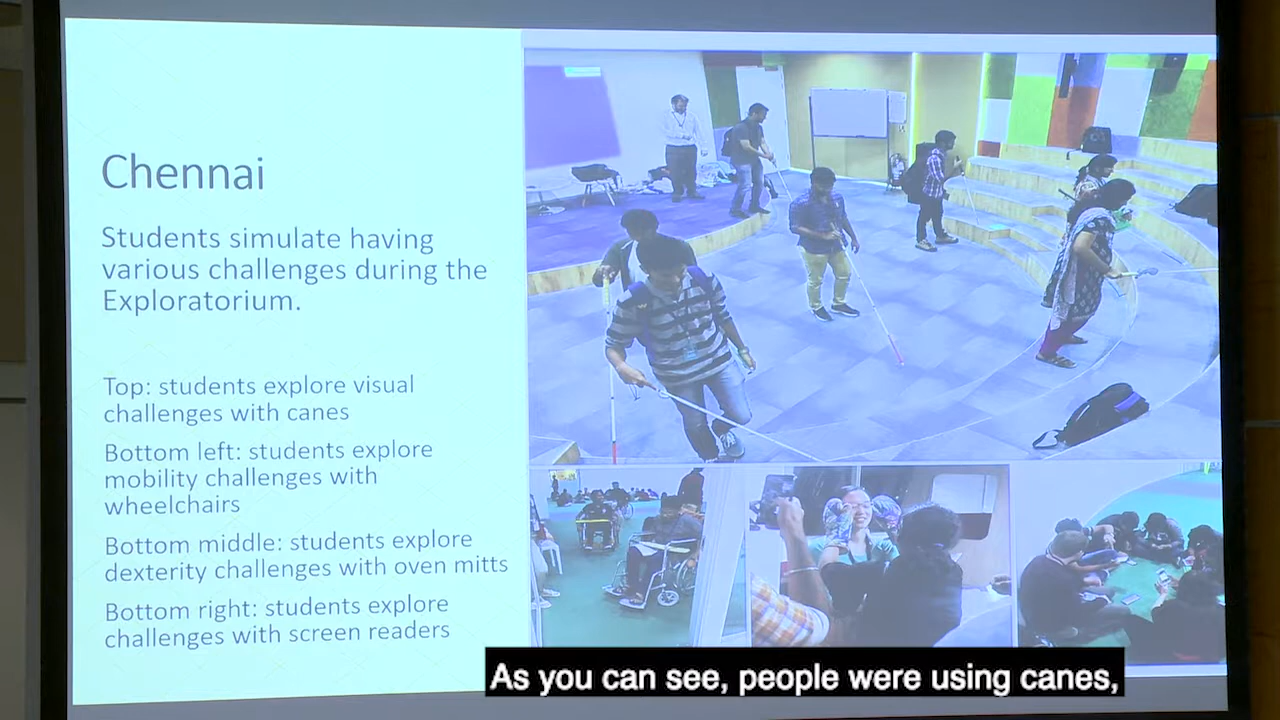 Chennai
Students simulate having
various challenges during the
Exploratorium.
Top: students explore visual
challenges with canes
Bottom left: students explore
mobility challenges with
wheelchairs
Bottom middle: students explore
dexterity challenges with oven mitts
Bottom right: students explore
challenges with screen readers
As you can see, people were using canes,